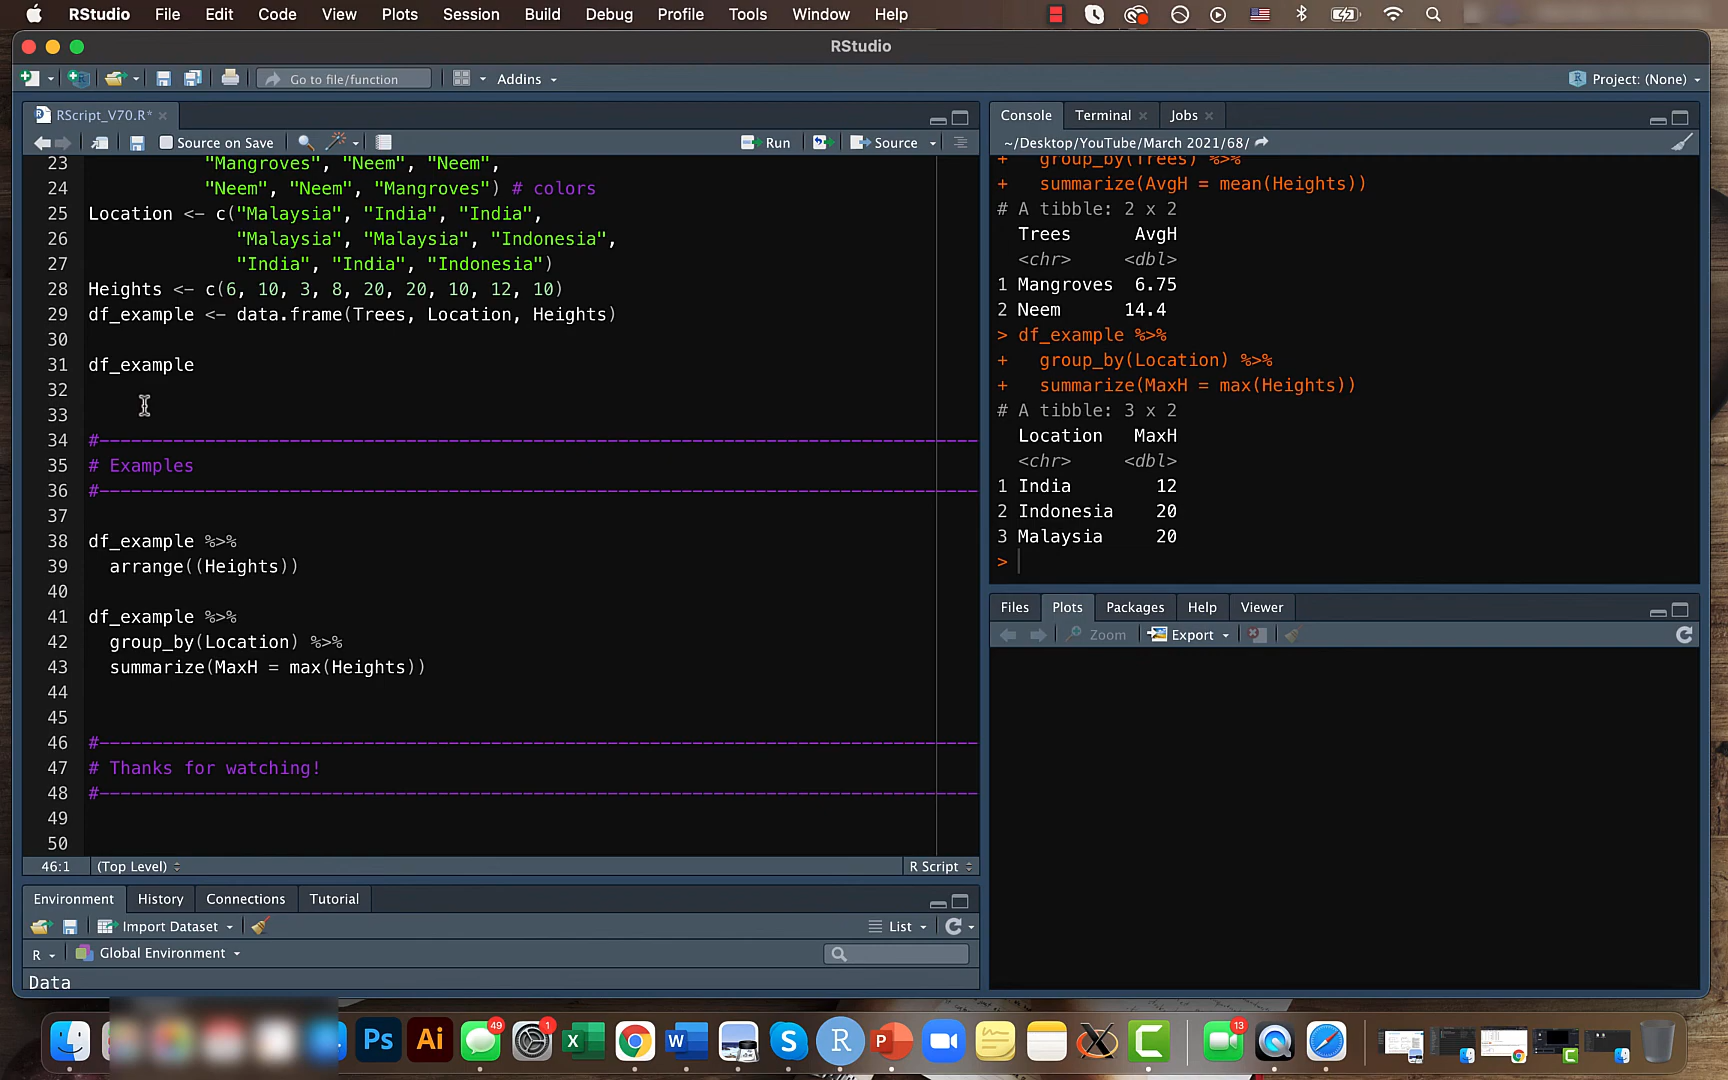 RStudio File Edit Code View Plots Session Build Debug Profile Tools Window Help
RStudio
Go to file/function Addins Project: (None)
RScript_V70.R*
Source on Save Run Source
23 "Mangroves", "Neem", "Neem",
24 "Neem", "Neem", "Mangroves") # colors
25 Location <- c("Malaysia", "India", "India",
26 "Malaysia", "Malaysia", "Indonesia",
27 "India", "India", "Indonesia")
28 Heights <- c(6, 10, 3, 8, 20, 20, 10, 12, 10)
29 df_example <- data.frame(Trees, Location, Heights)
30
31 df_example
32
33
34 #------------------------------------------------------------------------------------
35 # Examples
36 #------------------------------------------------------------------------------------
37
38 df_example %>%
39 arrange((Heights))
40
41 df_example %>%
42 group_by(Location) %>%
43 summarize(MaxH = max(Heights))
44
45
46 #------------------------------------------------------------------------------------
47 # Thanks for watching!
48 #------------------------------------------------------------------------------------
49
50
46:1 (Top Level) R Script
Environment History Connections Tutorial
Import Dataset List
R Global Environment
Data
Console Terminal Jobs
~/Desktop/YouTube/March 2021/68/
+ group_by(Trees) %>%
+ summarize(AvgH = mean(Heights))
# A tibble: 2 x 2
Trees AvgH
<chr> <dbl>
1 Mangroves 6.75
2 Neem 14.4
> df_example %>%
+ group_by(Location) %>%
+ summarize(MaxH = max(Heights))
# A tibble: 3 x 2
Location MaxH
<chr> <dbl>
1 India 12
2 Indonesia 20
3 Malaysia 20
>
Files Plots Packages Help Viewer
Zoom Export
Ps Ai 49 1 X W S R P 13